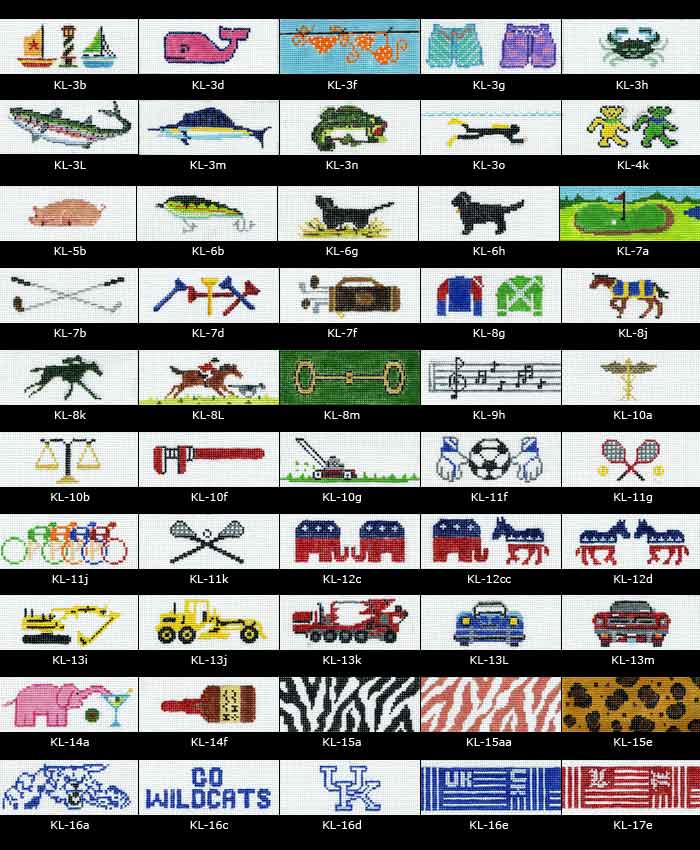 KL-3b KL-3d KL-3f KL-3g KL-3h
KL-3L KL-3m KL-3n KL-3o KL-4k
KL-5b KL-6b KL-6g KL-6h KL-7a
KL-7b KL-7d KL-7f KL-8g KL-8j
KL-8k KL-8L KL-8m KL-9h KL-10a
KL-10b KL-10f KL-10g KL-11f KL-11g
KL-11j KL-11k KL-12c KL-12cc KL-12d
KL-13i KL-13j KL-13k KL-13L KL-13m
KL-14a KL-14f KL-15a KL-15aa KL-15e
GO
WILDCATS
UK
UK UK
KL-16a KL-16c KL-16d KL-16e KL-17e